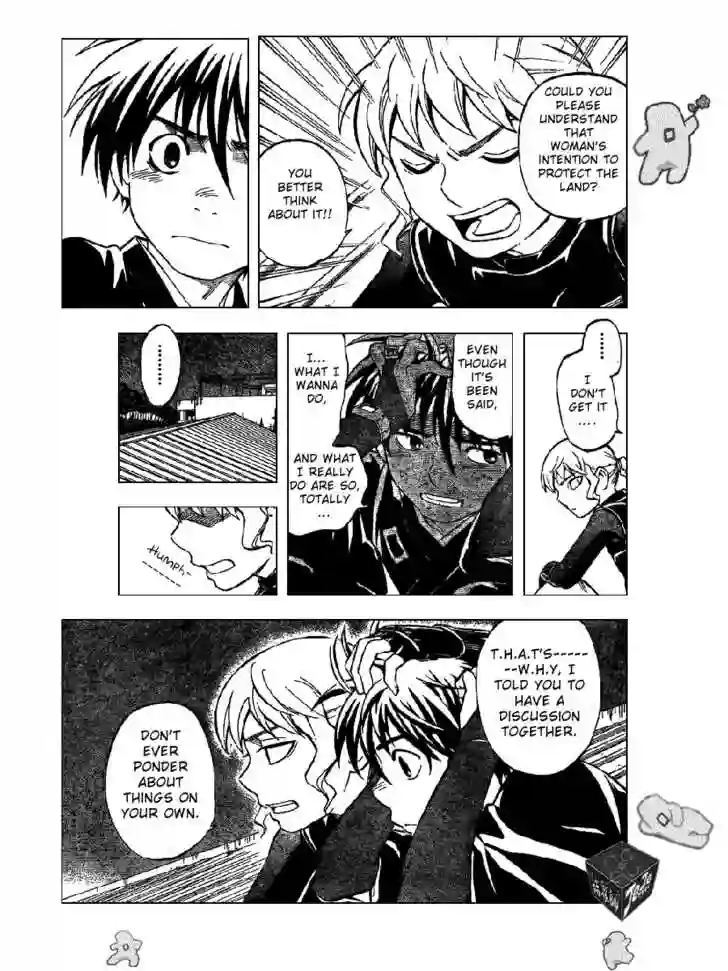 COULD YOU
PLEASE
UNDERSTAND
THAT
WOMAN'S
INTENTION TO
PROTECT THE
LAND?
YOU
BETTER
THINK
ABOUT IT!!
........
I
DON'T
GET IT
....
EVEN
THOUGH
IT'S
BEEN
SAID,
I...
WHAT I
WANNA
DO,
AND WHAT
I REALLY
DO ARE SO,
TOTALLY
...
........
Humph-
T.H.A.T'S------
--W.H.Y, I
TOLD YOU TO
HAVE A
DISCUSSION
TOGETHER.
DON'T
EVER
PONDER
ABOUT
THINGS ON
YOUR OWN.